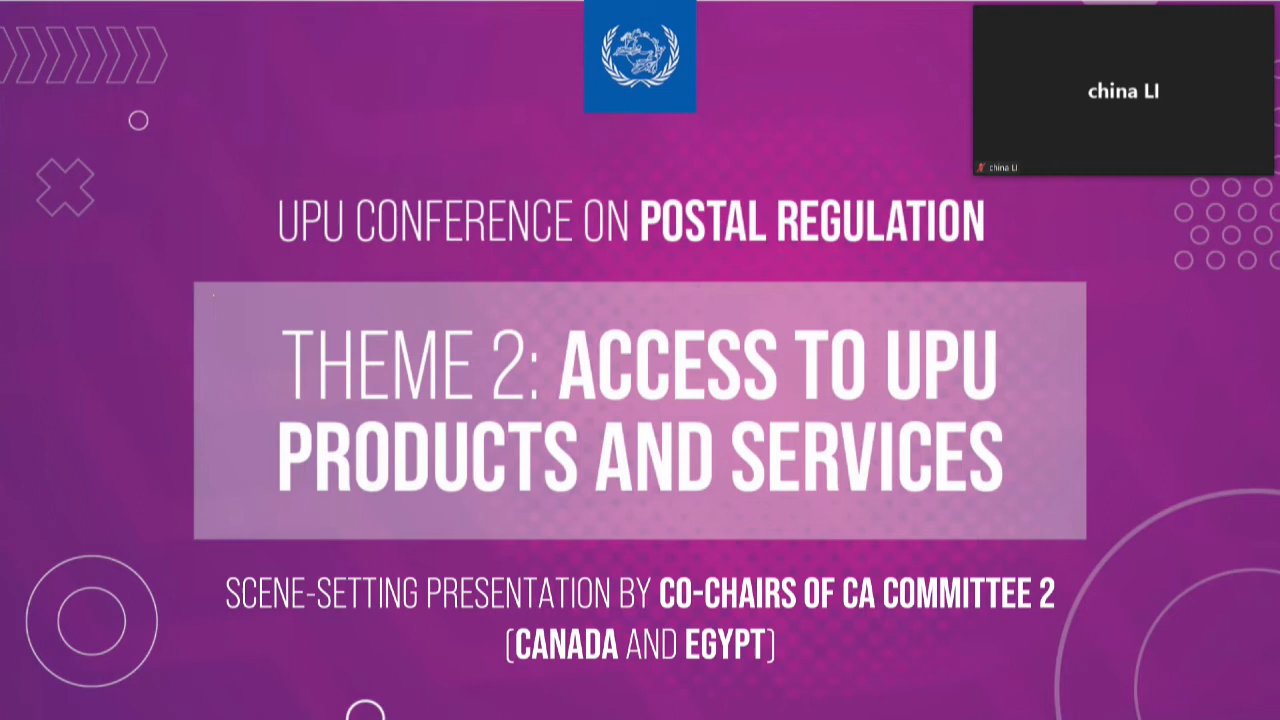 china LI
china LI
UPU CONFERENCE ON POSTAL REGULATION
THEME 2: ACCESS TO UPU
PRODUCTS AND SERVICES
SCENE-SETTING PRESENTATION BY CO-CHAIRS OF CA COMMITTEE 2
(CANADA AND EGYPT)